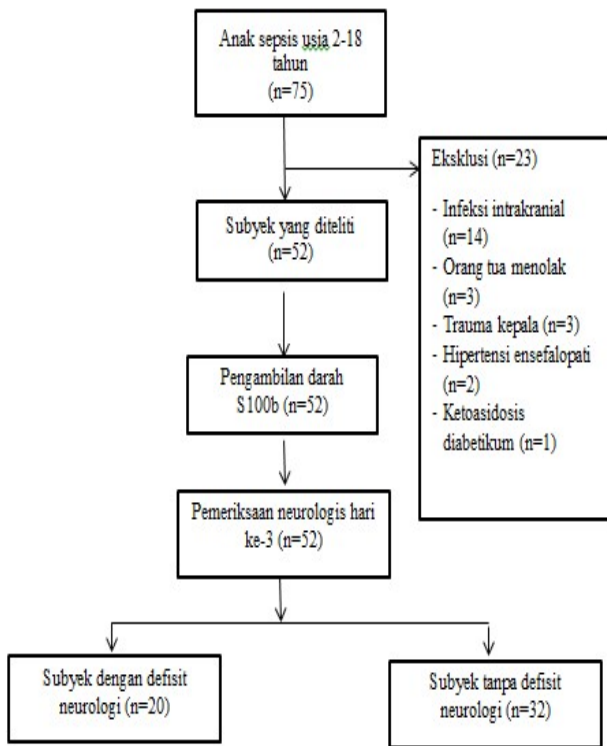 Anak sepsis usia 2-18
tahun
(n=75)
Eksklusi (n=23)
- Infeksi intrakranial
(n=14)
- Orang tua menolak
(n=3)
- Trauma kepala (n=3)
- Hipertensi ensefalopati
(n=2)
- Ketoasidosis
diabetikum (n=1)
Subyek yang diteliti
(n=52)
Pengambilan darah
S100b (n=52)
Pemeriksaan neurologis hari
ke-3 (n=52)
Subyek dengan defisit
neurologi (n=20)
Subyek tanpa defisit
neurologi (n=32)